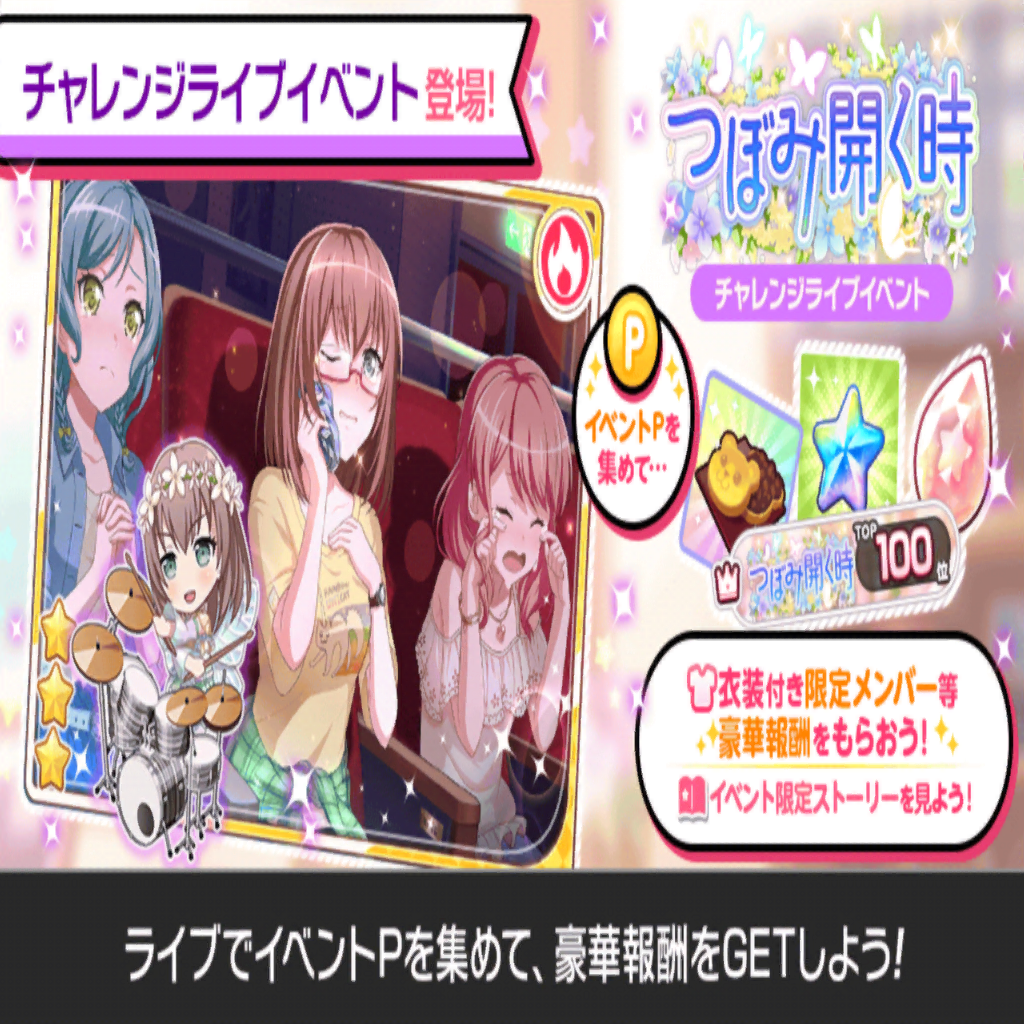 チャレンジライブイベント登場!
つぼみ開く時
チャレンジライブイベント
P
イベントPを
集めて…
つぼみ開く時
TOP
100位
衣装付き限定メンバー等
豪華報酬をもらおう!
イベント限定ストーリーを見よう!
ライブでイベントPを集めて、豪華報酬をGETしよう!